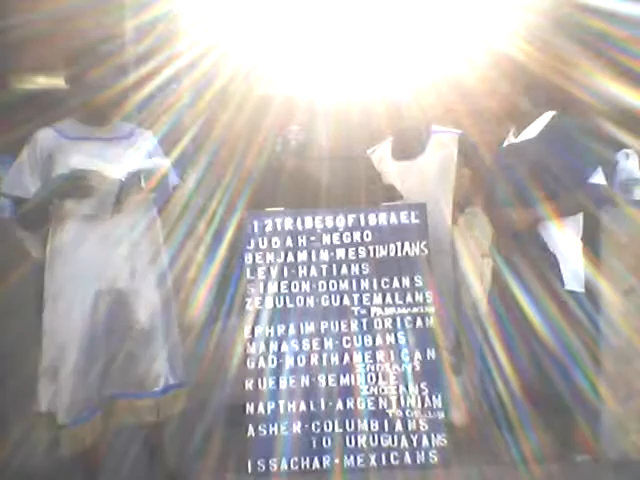 12TRIBESOFISRAEL
JUDAH-NEGRO
BENJAMIN-WESTINDIANS
LEVI-HATIANS
SIMEON-DOMINICANS
ZEBULON-GUATEMALANS
EPHRAIM-PUERTORICAN
MANASSEH-CUBANS
GAD-NORTHAMERICAN
INDIANS
RUEBEN-SEMINOLE
INDIANS
NAPTHALI-ARGENTINIAN
ASHER-COLUMBIANS
TO URUGUAYANS
ISSACHAR-MEXICANS